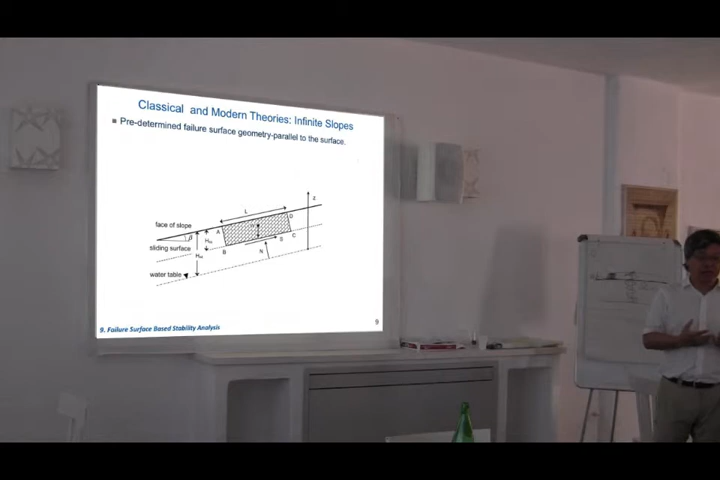 Classical and Modern Theories: Infinite Slopes
Pre-determined failure surface geometry-parallel to the surface.
L
z
face of slope
A
D
β
sliding surface
B
S
C
N
water table
9. Failure Surface Based Stability Analysis
9